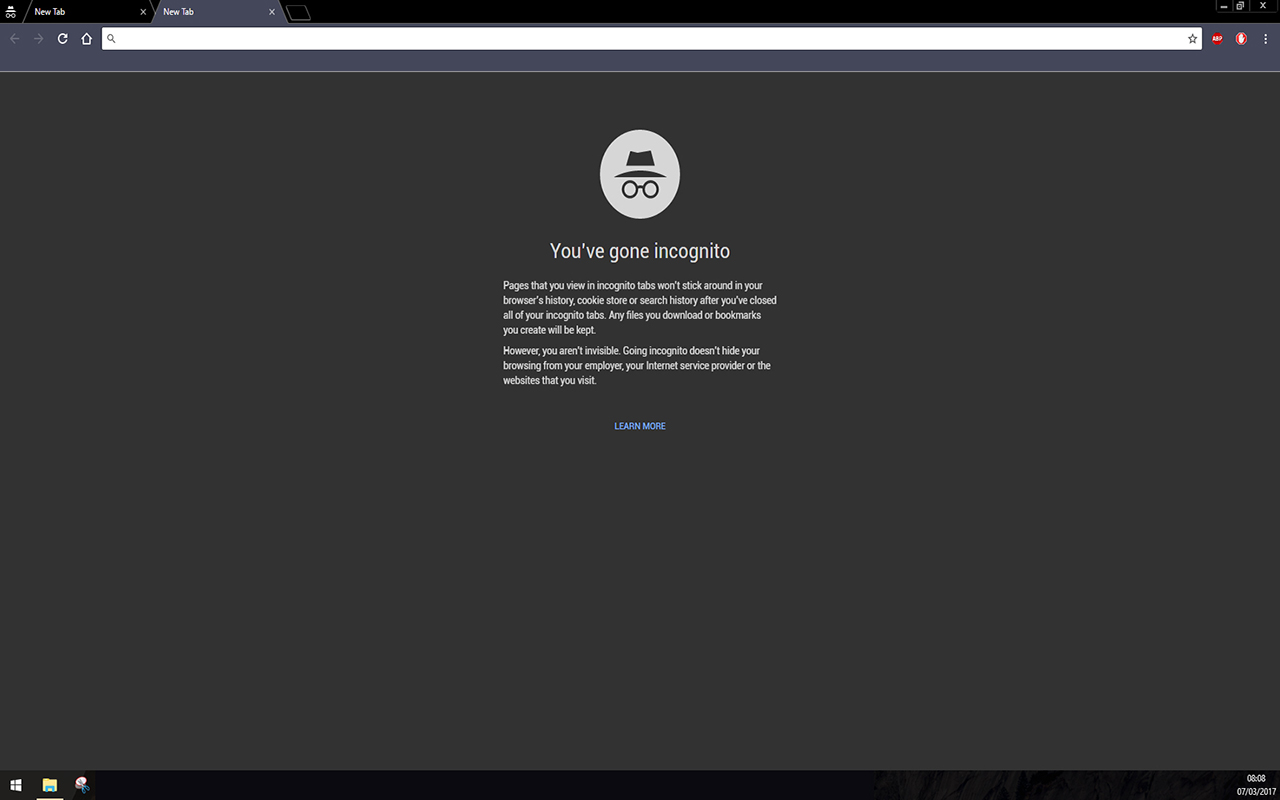 New Tab
New Tab
ABP
You've gone incognito
Pages that you view in incognito tabs won't stick around in your
browser's history, cookie store or search history after you've closed
all of your incognito tabs. Any files you download or bookmarks
you create will be kept.
However, you aren't invisible. Going incognito doesn't hide your
browsing from your employer, your Internet service provider or the
websites that you visit.
LEARN MORE
08:08
07/03/2017